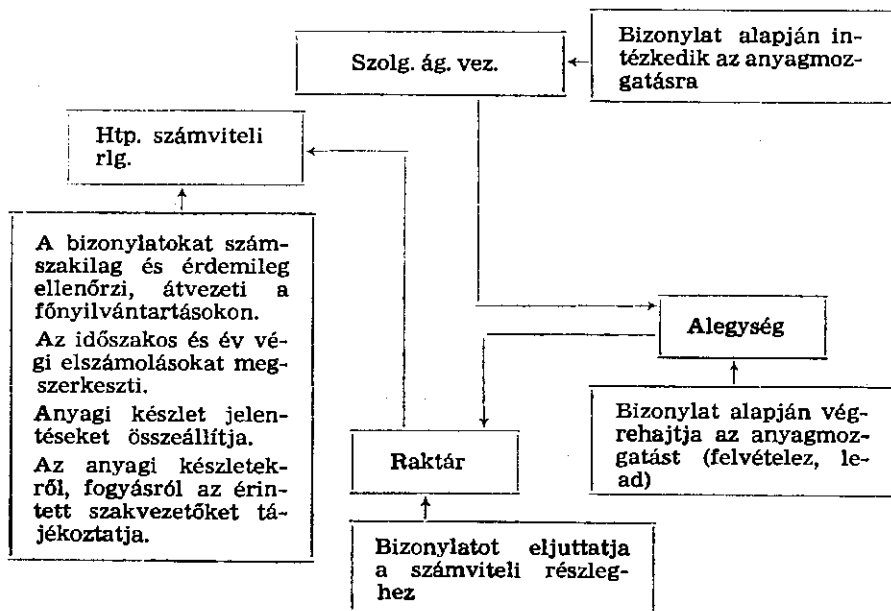 Szolg. ág. vez.
Bizonylat alapján in-
tézkedik az anyagmoz-
gatásra
Htp. számviteli
rlg.
A bizonylatokat szám-
szakilag és érdemileg
ellenőrzi, átvezeti a
főnyilvántartásokon.
Az időszakos és év vé-
gi elszámolásokat meg-
szerkeszti.
Anyagi készlet jelen-
téseket összeállítja.
Az anyagi készletek-
ről, fogyásról az érin-
tett szakvezetőket tá-
jékoztatja.
Alegység
Bizonylat alapján vég-
rehajtja az anyagmoz-
gatást (felvételez, le-
ad)
Raktár
Bizonylatot eljuttatja
a számviteli részleg-
hez